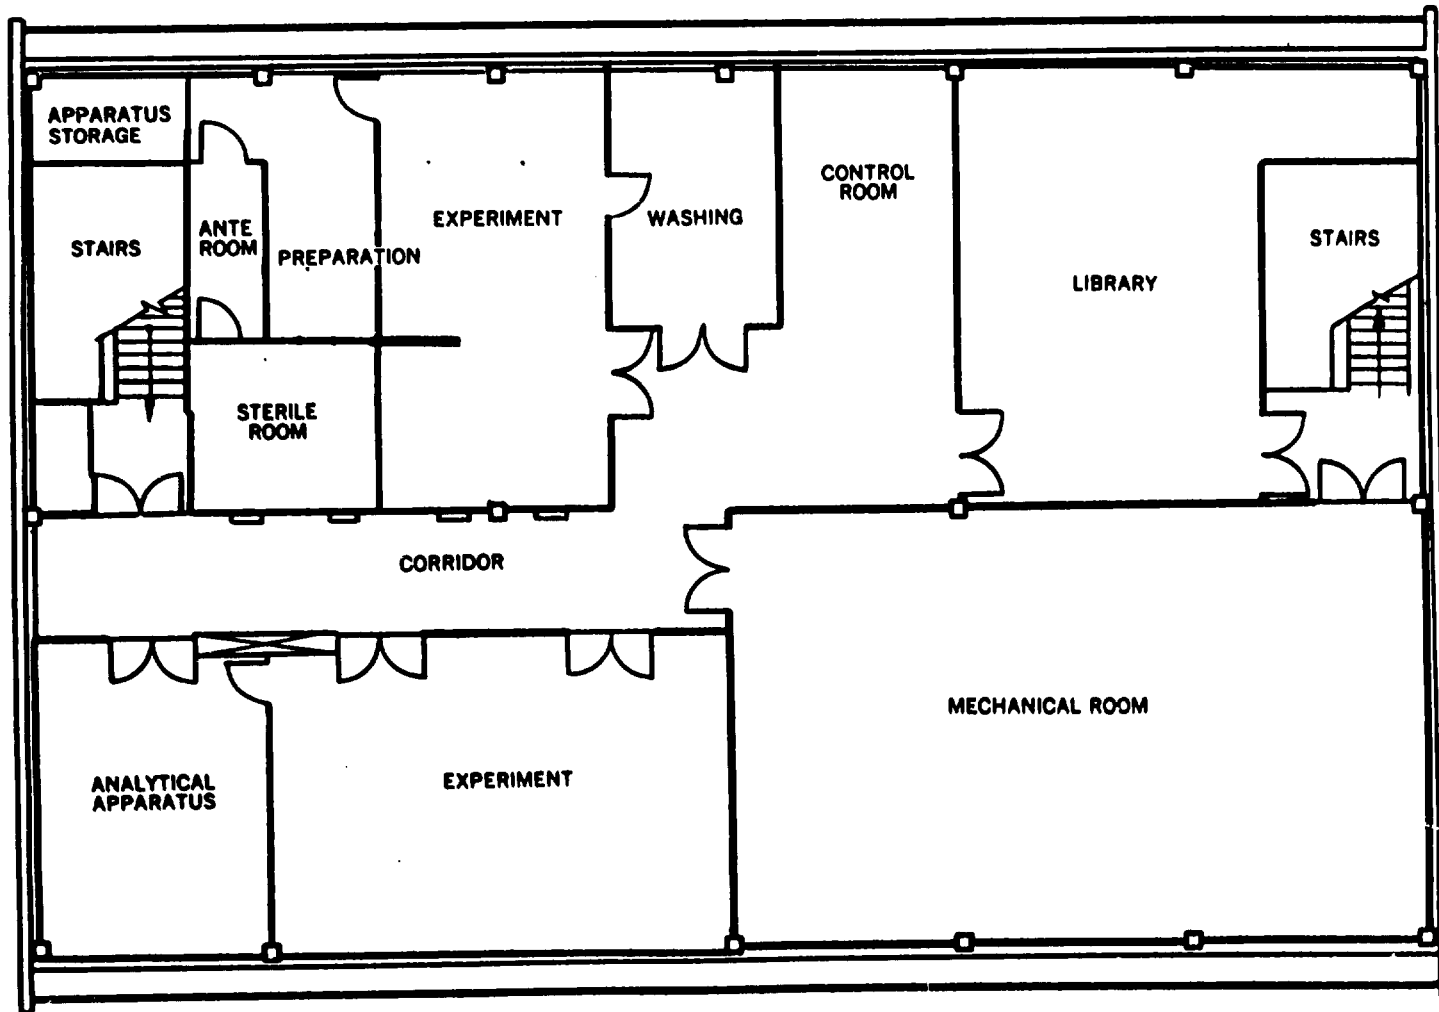 APPARATUS
STORAGE
STAIRS
ANTE
ROOM
PREPARATION
EXPERIMENT
WASHING
CONTROL
ROOM
LIBRARY
STAIRS
STERILE
ROOM
CORRIDOR
ANALYTICAL
APPARATUS
EXPERIMENT
MECHANICAL ROOM